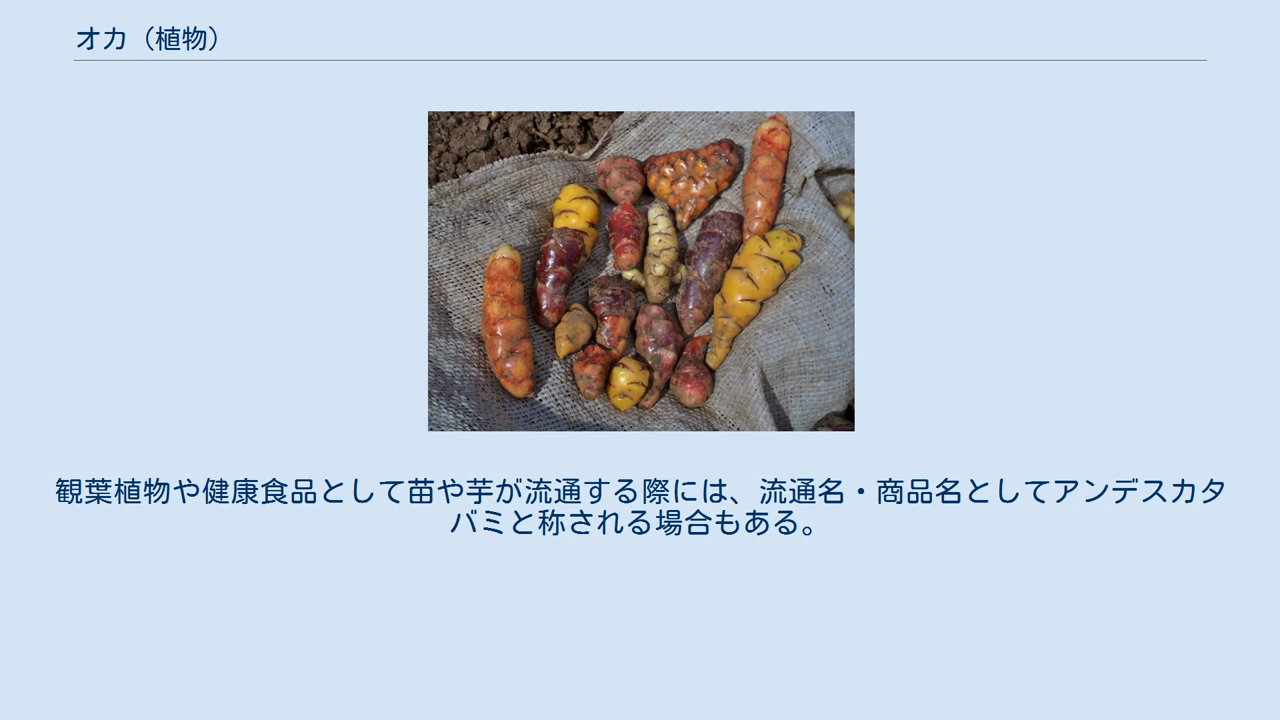 オカ（植物）
観葉植物や健康食品として苗や芋が流通する際には、流通名・商品名としてアンデスカタ
バミと称される場合もある。